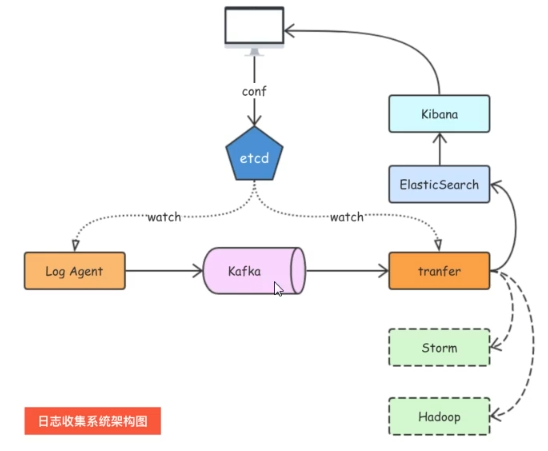 conf
etcd
Kibana
ElasticSearch
watch
watch
Log Agent
Kafka
tranfer
Storm
Hadoop
日志收集系统架构图